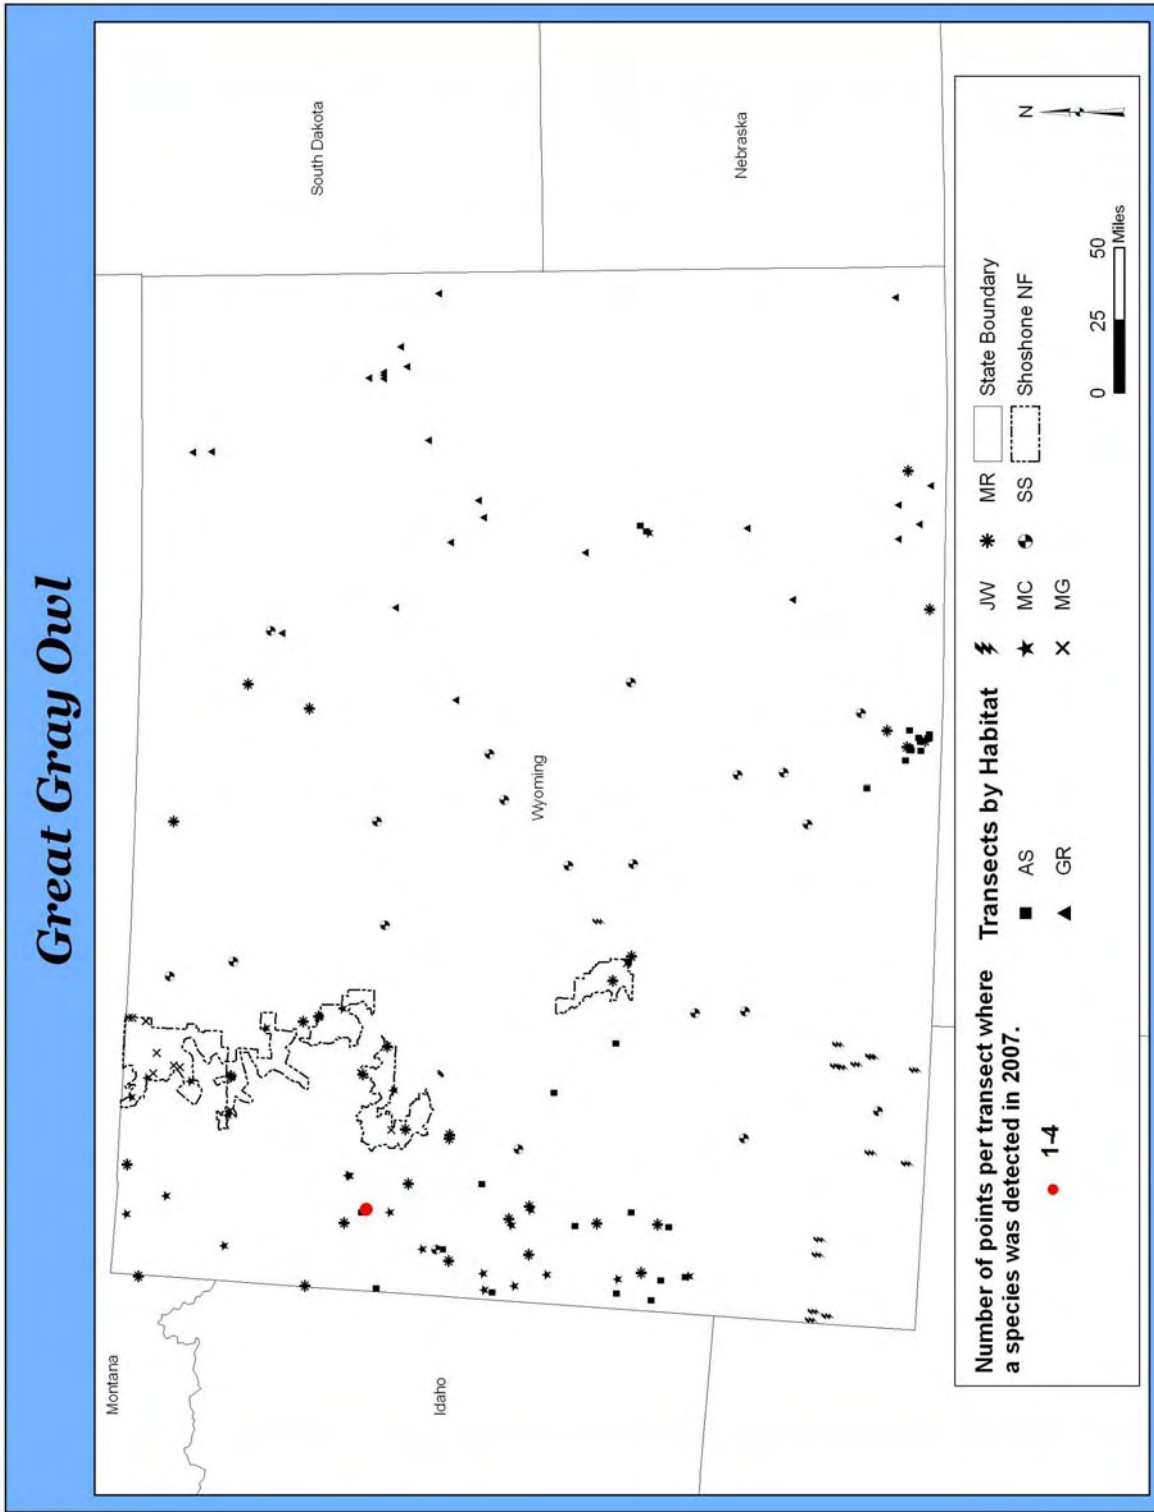 Great Gray Owl
Montana
South Dakota
Idaho
Wyoming
Nebraska
Number of points per transect where
a species was detected in 2007.
1-4
Transects by Habitat
AS
GR
JW
MC
MG
MR
SS
State Boundary
Shoshone NF
N
0 25 50
Miles